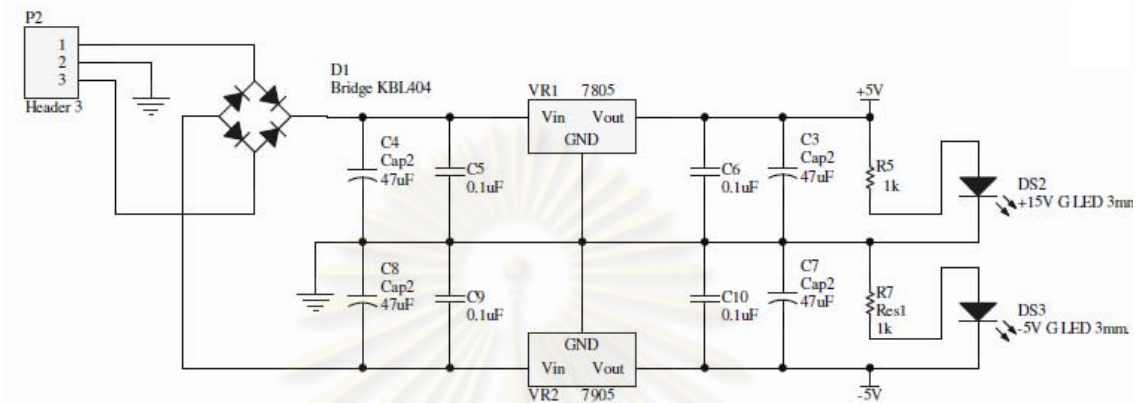 P2
1
2
3
Header 3
D1
Bridge KBL404
VR1 7805
Vin Vout
GND
C4
Cap2
47uF
C5
0.1uF
C6
0.1uF
C3
Cap2
47uF
+5V
R5
1k
DS2
+15V G LED 3mm
C8
Cap2
47uF
C9
0.1uF
C10
0.1uF
C7
Cap2
47uF
R7
Res1
1k
DS3
-5V G LED 3mm.
GND
Vin Vout
VR2 7905
-5V